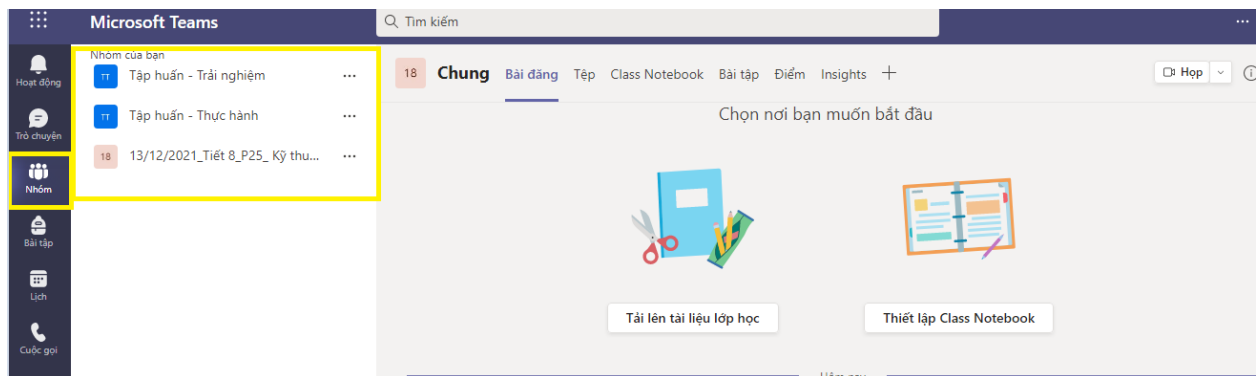 Microsoft Teams
Tìm kiếm
Hoạt động
Trò chuyện
Nhóm
Bài tập
Lịch
Cuộc gọi
Nhóm của bạn
TT Tập huấn - Trải nghiệm
TT Tập huấn - Thực hành
18 13/12/2021_Tiết 8_P25_ Kỹ thu...
18 Chung Bài đăng Tệp Class Notebook Bài tập Điểm Insights
Họp
Chọn nơi bạn muốn bắt đầu
Tải lên tài liệu lớp học
Thiết lập Class Notebook